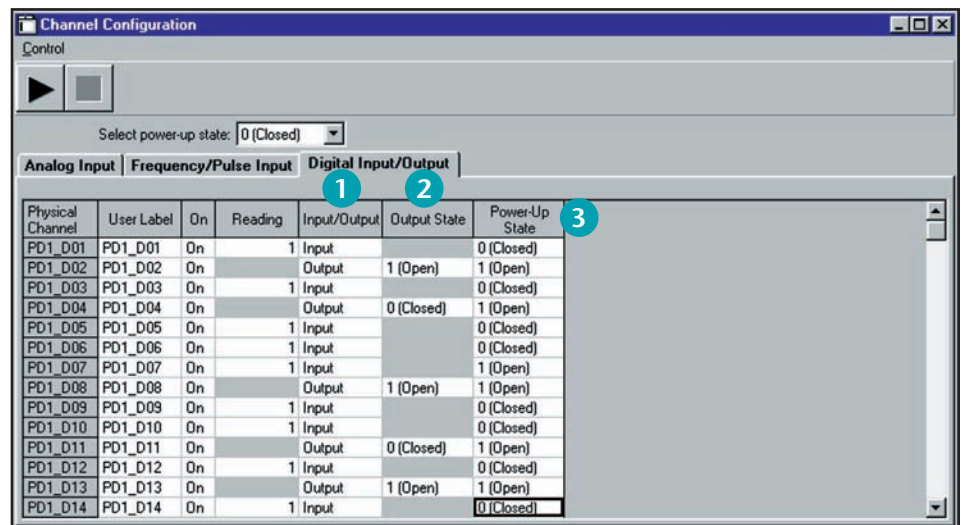 Channel Configuration
Control
Select power-up state: 0 (Closed)
Analog Input Frequency/Pulse Input Digital Input/Output
1 2
Physical Channel User Label On Reading Input/Output Output State Power-Up State 3
PD1_D01 PD1_D01 On 1 Input 0 (Closed)
PD1_D02 PD1_D02 On Output 1 (Open) 1 (Open)
PD1_D03 PD1_D03 On 1 Input 0 (Closed)
PD1_D04 PD1_D04 On Output 0 (Closed) 1 (Open)
PD1_D05 PD1_D05 On 1 Input 0 (Closed)
PD1_D06 PD1_D06 On 1 Input 0 (Closed)
PD1_D07 PD1_D07 On 1 Input 1 (Open)
PD1_D08 PD1_D08 On Output 1 (Open) 1 (Open)
PD1_D09 PD1_D09 On 1 Input 0 (Closed)
PD1_D10 PD1_D10 On 1 Input 0 (Closed)
PD1_D11 PD1_D11 On Output 0 (Closed) 1 (Open)
PD1_D12 PD1_D12 On 1 Input 0 (Closed)
PD1_D13 PD1_D13 On Output 1 (Open) 1 (Open)
PD1_D14 PD1_D14 On 1 Input 0 (Closed)